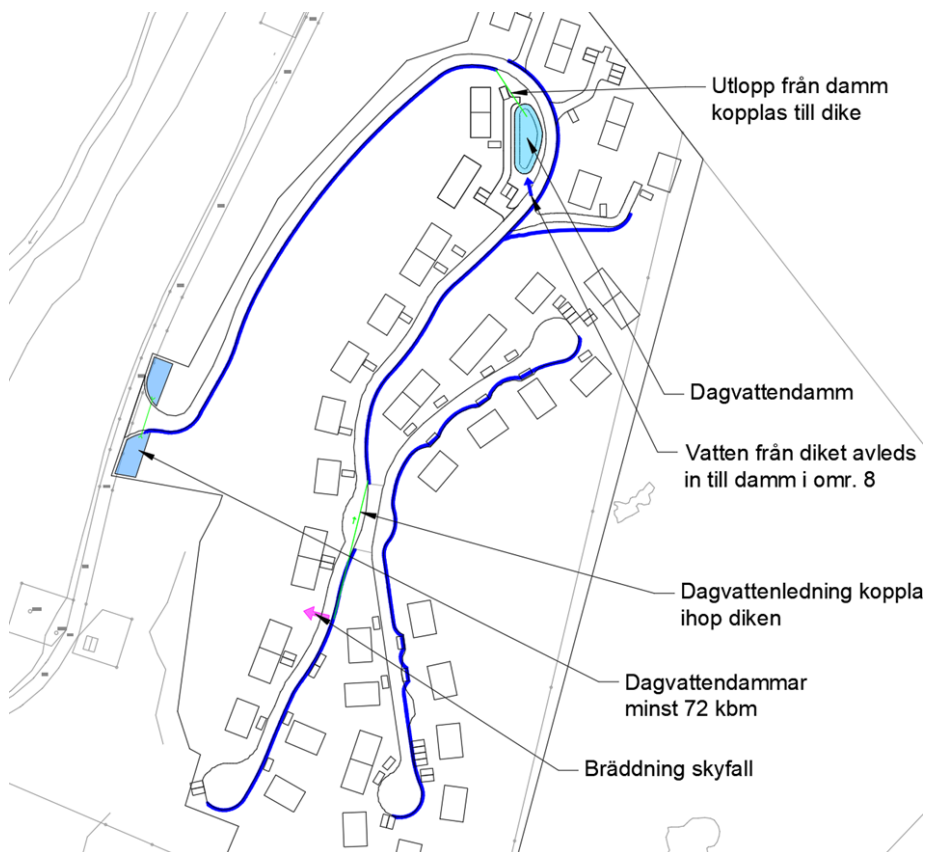 Utlopp från damm
kopplas till dike
Dagvattendamm
Vatten från diket avleds
in till damm i omr. 8
Dagvattenledning koppla
ihop diken
Dagvattendammar
minst 72 kbm
Bräddning skyfall